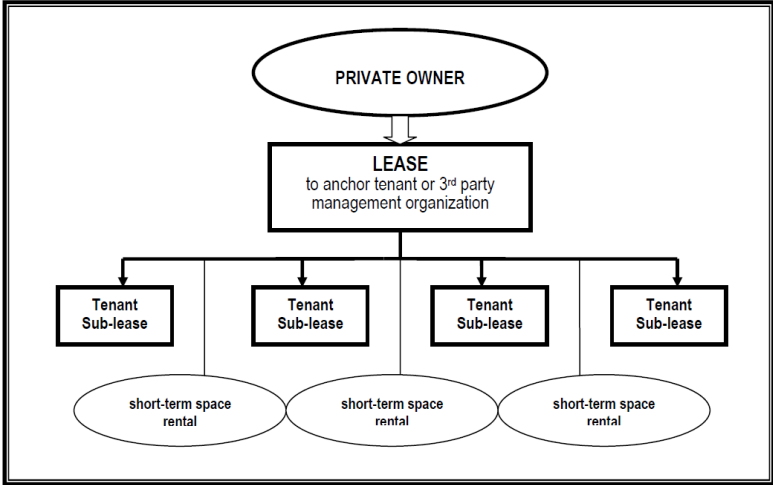 PRIVATE OWNER
LEASE
to anchor tenant or 3rd party
management organization
Tenant
Sub-lease
Tenant
Sub-lease
Tenant
Sub-lease
Tenant
Sub-lease
short-term space
rental
short-term space
rental
short-term space
rental